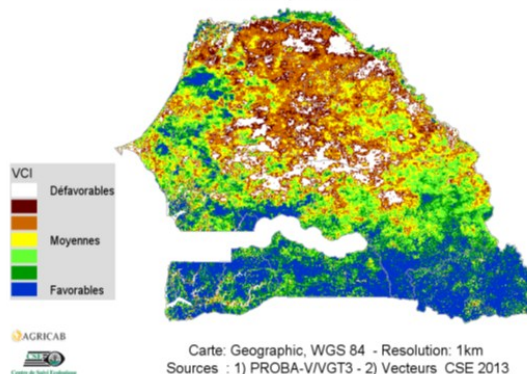 VCI
Défavorables
Moyennes
Favorables
AGRICAB
CSE
Centre de Suivi Ecologique
Carte: Geographic, WGS 84 - Resolution: 1km
Sources : 1) PROBA-V/VGT3 - 2) Vecteurs CSE 2013